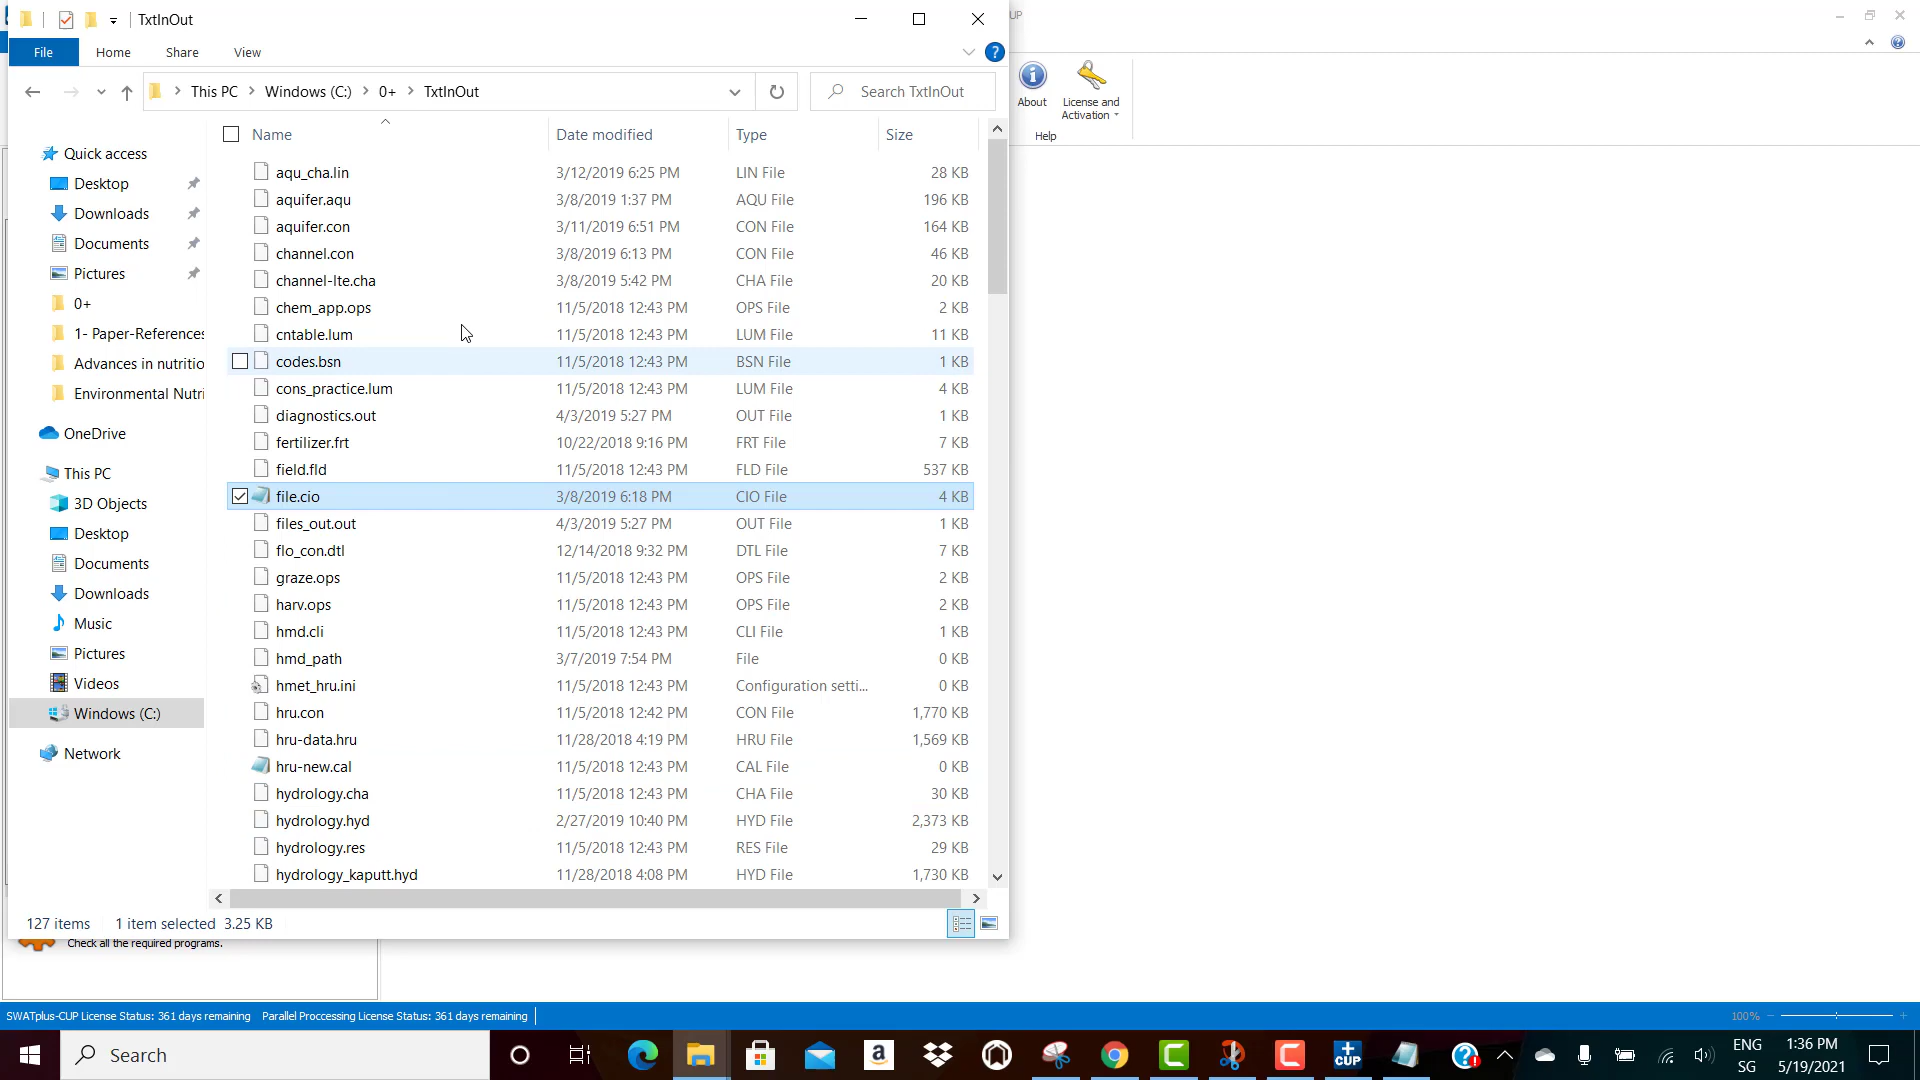 TxtInOut
UP
File Home Share View
This PC Windows (C:) 0+ TxtInOut Search TxtInOut
About License and Activation
Help
Name Date modified Type Size
Quick access
Desktop
Downloads
Documents
Pictures
0+
1- Paper-References
Advances in nutritio
Environmental Nutri
OneDrive
This PC
3D Objects
Desktop
Documents
Downloads
Music
Pictures
Videos
Windows (C:)
Network
aqu_cha.lin 3/12/2019 6:25 PM LIN File 28 KB
aquifer.aqu 3/8/2019 1:37 PM AQU File 196 KB
aquifer.con 3/11/2019 6:51 PM CON File 164 KB
channel.con 3/8/2019 6:13 PM CON File 46 KB
channel-lte.cha 3/8/2019 5:42 PM CHA File 20 KB
chem_app.ops 11/5/2018 12:43 PM OPS File 2 KB
cntable.lum 11/5/2018 12:43 PM LUM File 11 KB
codes.bsn 11/5/2018 12:43 PM BSN File 1 KB
cons_practice.lum 11/5/2018 12:43 PM LUM File 4 KB
diagnostics.out 4/3/2019 5:27 PM OUT File 1 KB
fertilizer.frt 10/22/2018 9:16 PM FRT File 7 KB
field.fld 11/5/2018 12:43 PM FLD File 537 KB
file.cio 3/8/2019 6:18 PM CIO File 4 KB
files_out.out 4/3/2019 5:27 PM OUT File 1 KB
flo_con.dtl 12/14/2018 9:32 PM DTL File 7 KB
graze.ops 11/5/2018 12:43 PM OPS File 2 KB
harv.ops 11/5/2018 12:43 PM OPS File 2 KB
hmd.cli 11/5/2018 12:43 PM CLI File 1 KB
hmd_path 3/7/2019 7:54 PM File 0 KB
hmet_hru.ini 11/5/2018 12:43 PM Configuration setti... 0 KB
hru.con 11/5/2018 12:42 PM CON File 1,770 KB
hru-data.hru 11/28/2018 4:19 PM HRU File 1,569 KB
hru-new.cal 11/5/2018 12:43 PM CAL File 0 KB
hydrology.cha 11/5/2018 12:43 PM CHA File 30 KB
hydrology.hyd 2/27/2019 10:40 PM HYD File 2,373 KB
hydrology.res 11/5/2018 12:43 PM RES File 29 KB
hydrology_kaputt.hyd 11/28/2018 4:08 PM HYD File 1,730 KB
127 items 1 item selected 3.25 KB
Check all the required programs.
SWATplus-CUP License Status: 361 days remaining Parallel Proccessing License Status: 361 days remaining 100%
Search
CUP
ENG
SG
1:36 PM
5/19/2021